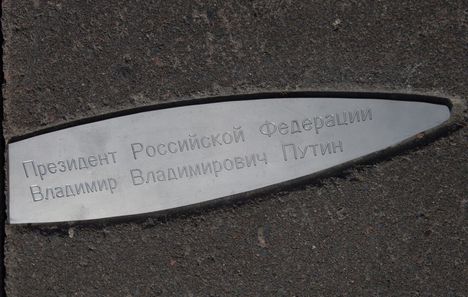 Президент Российской Федерации
Владимир Владимирович Путин